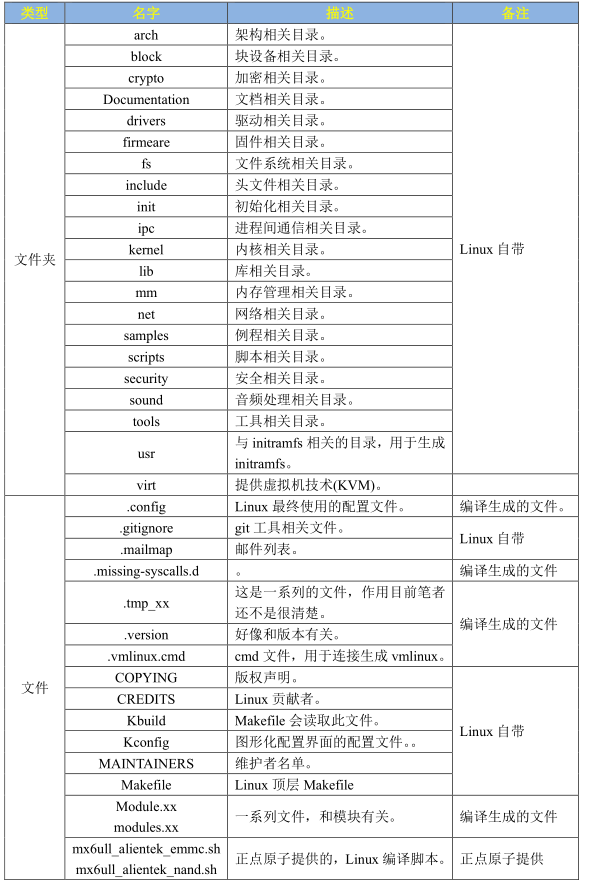 类型 名字 描述 备注
arch 架构相关目录。
block 块设备相关目录。
crypto 加密相关目录。
Documentation 文档相关目录。
drivers 驱动相关目录。
firmeare 固件相关目录。
fs 文件系统相关目录。
include 头文件相关目录。
init 初始化相关目录。
ipc 进程间通信相关目录。
kernel 内核相关目录。 Linux 自带
文件夹
lib 库相关目录。
mm 内存管理相关目录。
net 网络相关目录。
samples 例程相关目录。
scripts 脚本相关目录。
security 安全相关目录。
sound 音频处理相关目录。
tools 工具相关目录。
usr 与 initramfs 相关的目录，用于生成
initramfs。
virt 提供虚拟机技术(KVM)。
.config Linux 最终使用的配置文件。 编译生成的文件。
.gitignore git 工具相关文件。 Linux 自带
.mailmap 邮件列表。
.missing-syscalls.d 。 编译生成的文件
.tmp_xx 这是一系列的文件，作用目前笔者
还不是很清楚。 编译生成的文件
.version 好像和版本有关。
.vmlinux.cmd cmd 文件，用于连接生成 vmlinux。
COPYING 版权声明。
文件
CREDITS Linux 贡献者。
Kbuild Makefile 会读取此文件。
Linux 自带
Kconfig 图形化配置界面的配置文件。。
MAINTAINERS 维护者名单。
Makefile Linux 顶层 Makefile
Module.xx
modules.xx 一系列文件，和模块有关。 编译生成的文件
mx6ull_alientek_emmc.sh
mx6ull_alientek_nand.sh 正点原子提供的，Linux 编译脚本。 正点原子提供